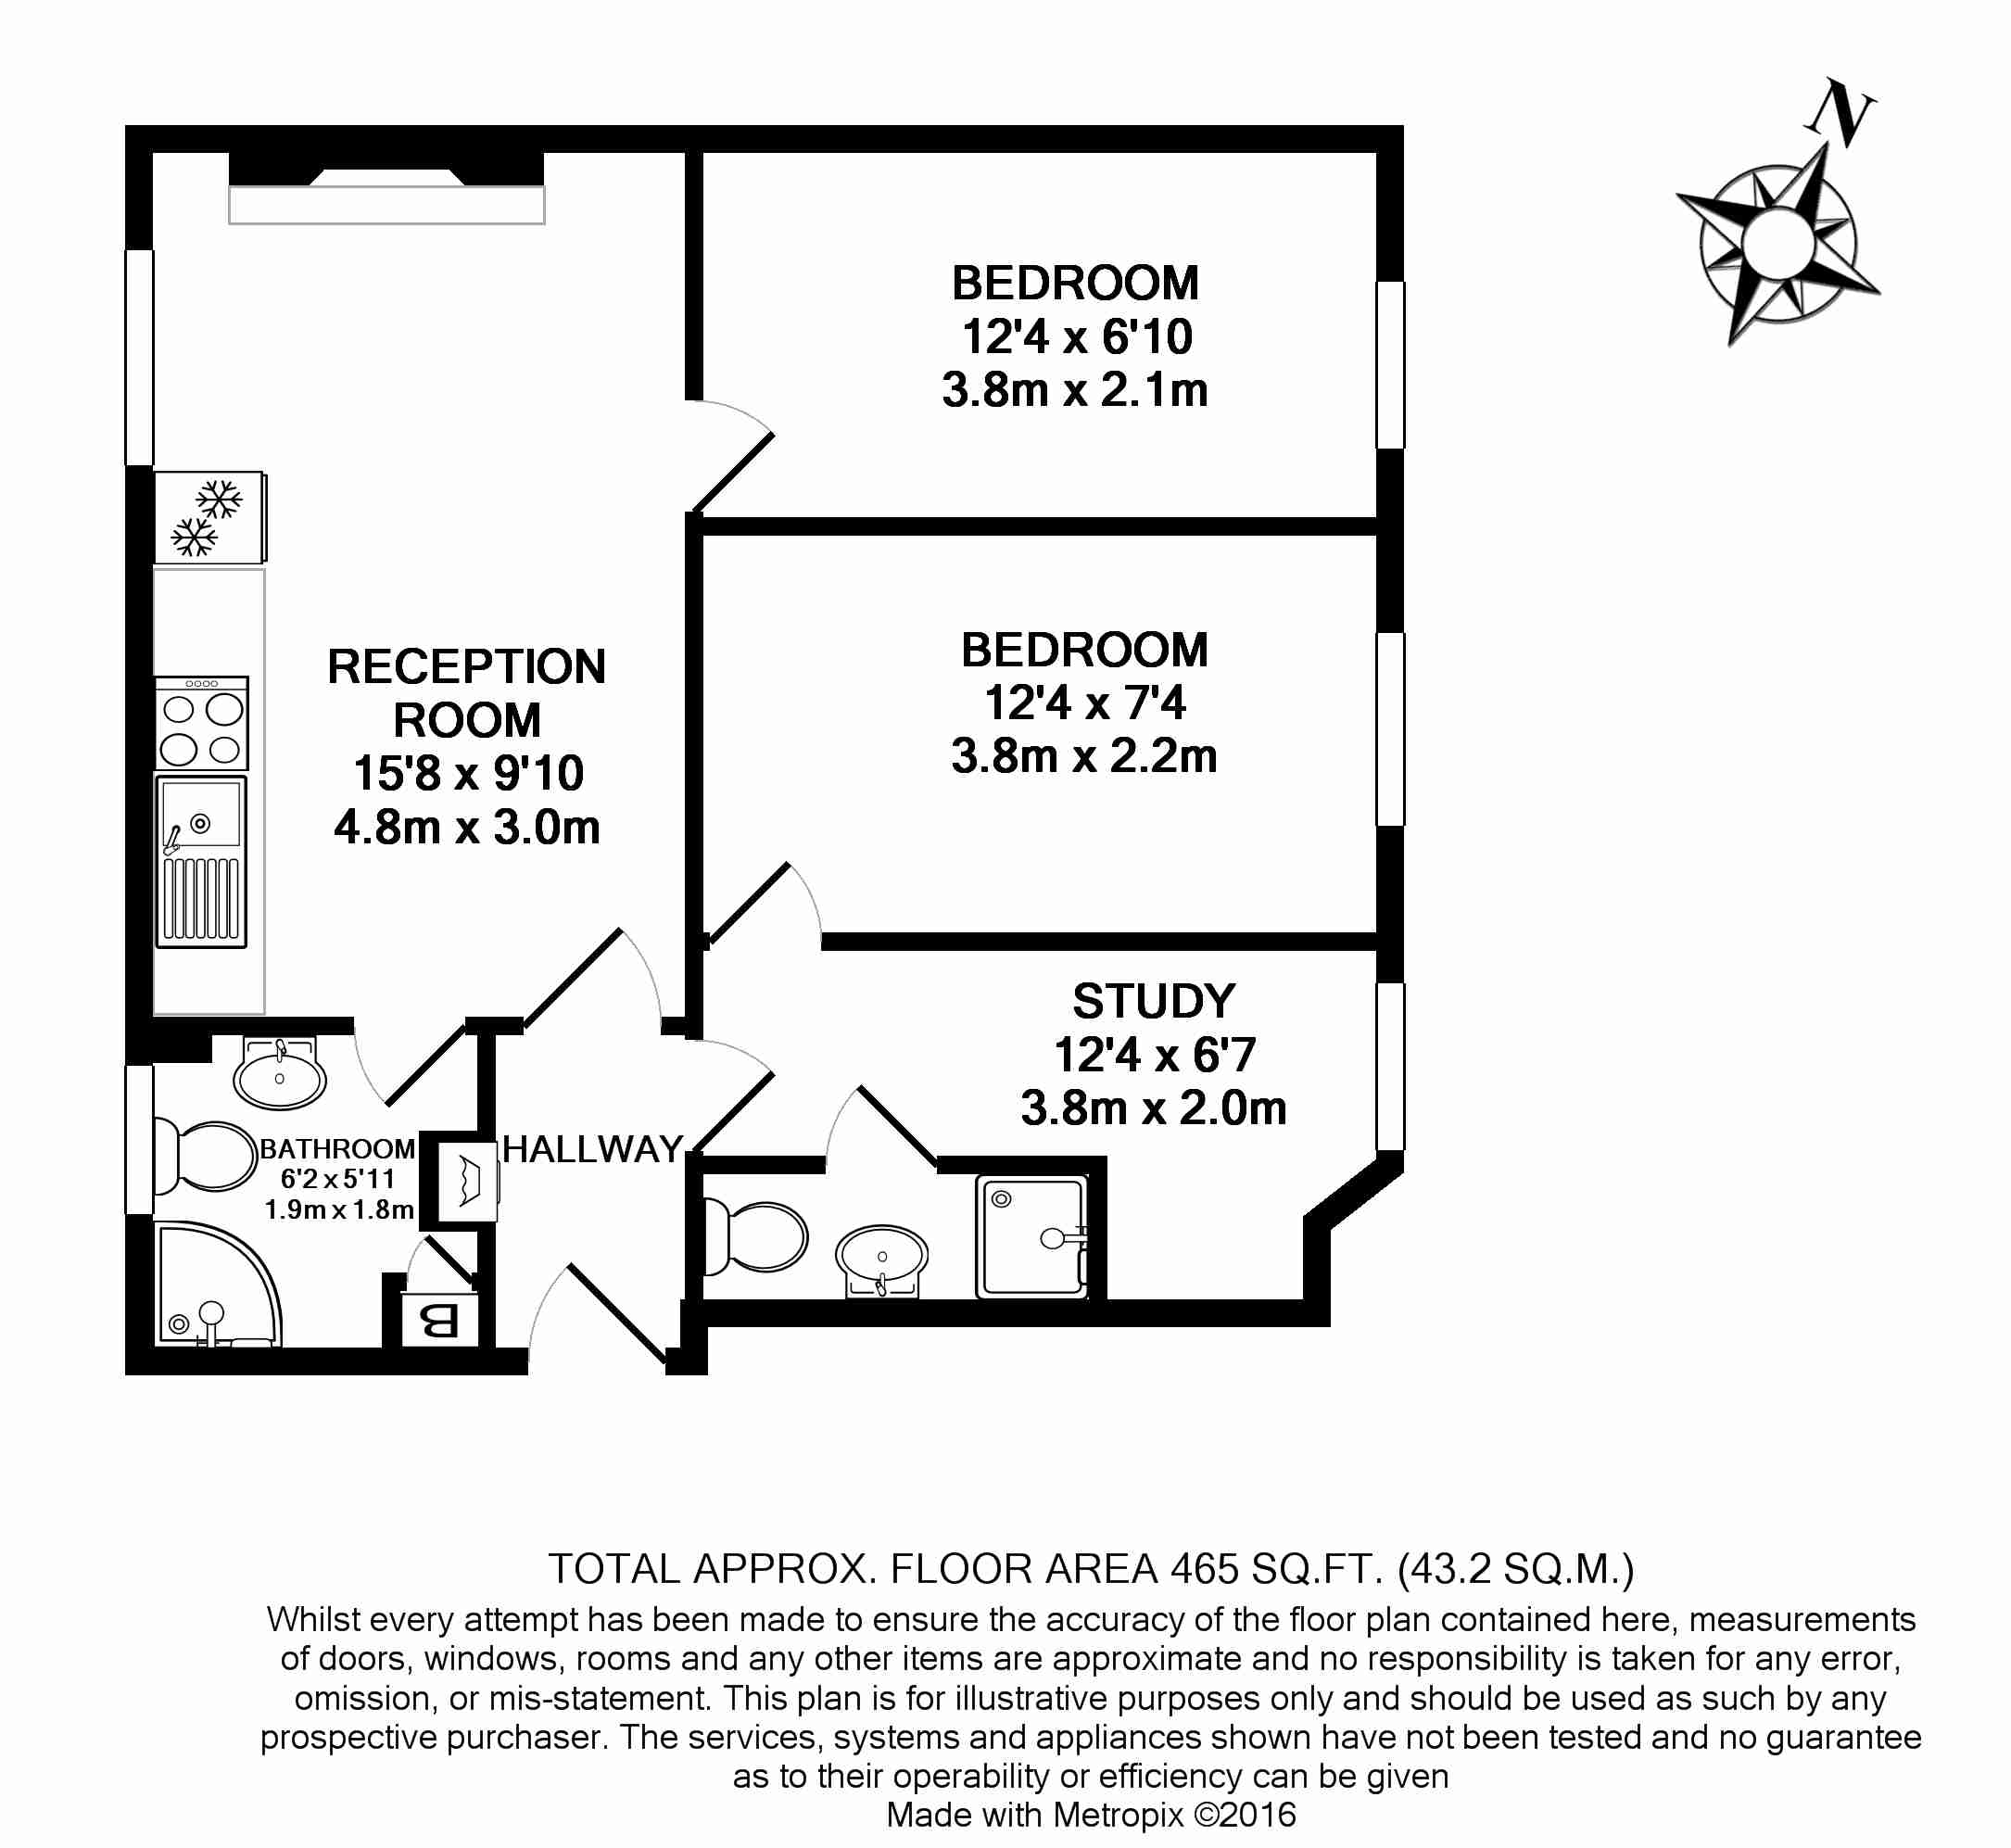 N
BEDROOM
12'4 x 6'10
3.8m x 2.1m
BEDROOM
12'4 x 7'4
3.8m x 2.2m
RECEPTION
ROOM
15'8 x 9'10
4.8m x 3.0m
STUDY
12'4 x 6'7
3.8m x 2.0m
HALLWAY
BATHROOM
6'2 x 5'11
1.9m x 1.8m
B
TOTAL APPROX. FLOOR AREA 465 SQ.FT. (43.2 SQ.M.)
Whilst every attempt has been made to ensure the accuracy of the floor plan contained here, measurements
of doors, windows, rooms and any other items are approximate and no responsibility is taken for any error,
omission, or mis-statement. This plan is for illustrative purposes only and should be used as such by any
prospective purchaser. The services, systems and appliances shown have not been tested and no guarantee
as to their operability or efficiency can be given
Made with Metropix ©2016